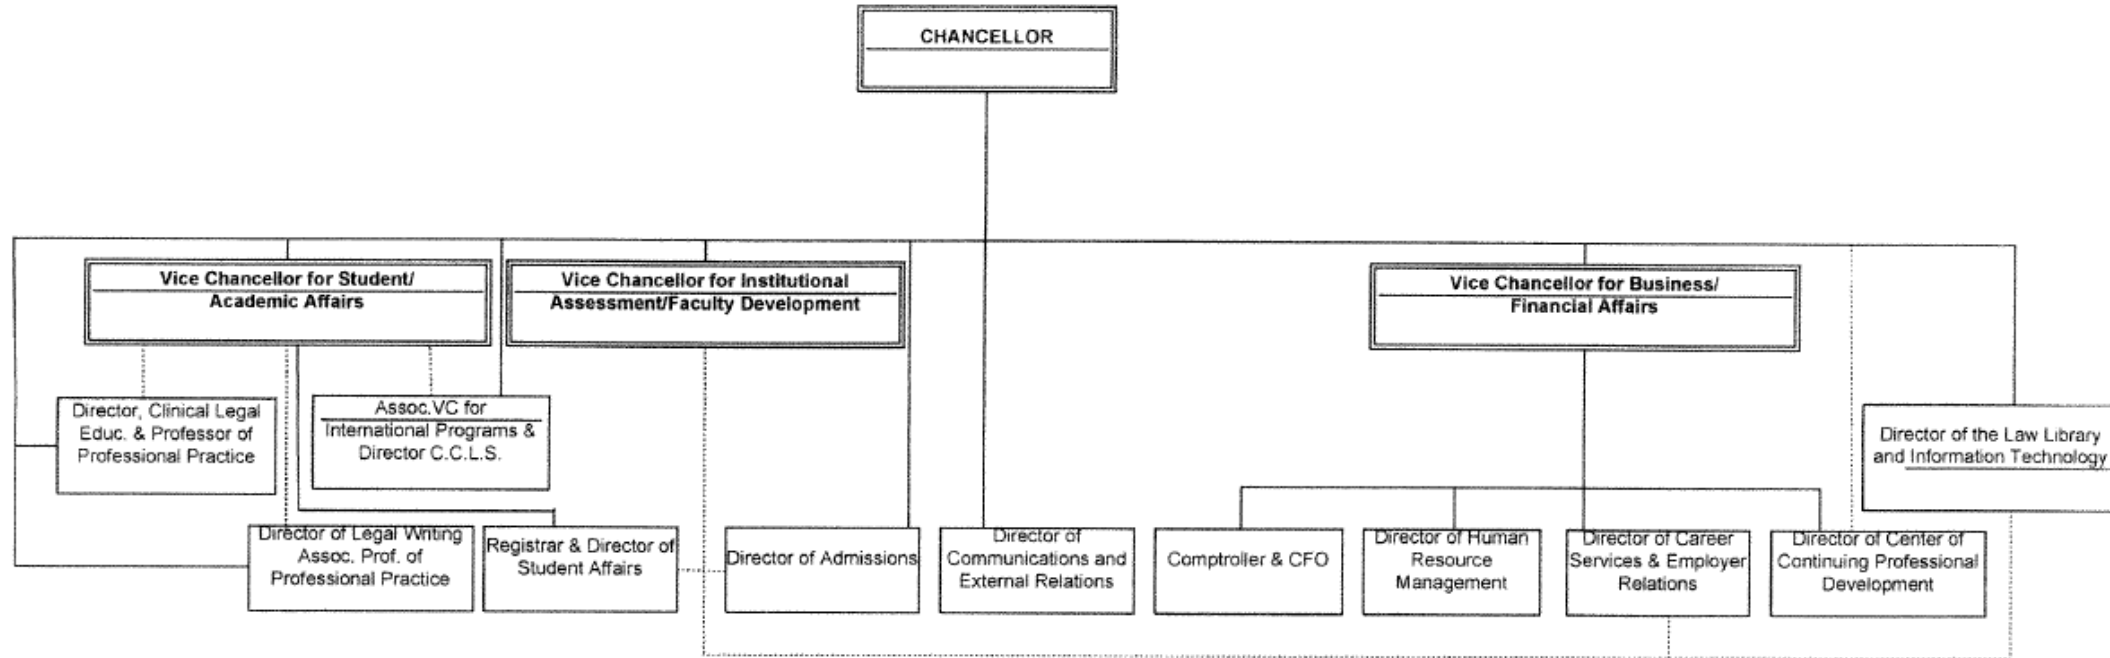 CHANCELLOR
Vice Chancellor for Student/
Academic Affairs
Vice Chancellor for Institutional
Assessment/Faculty Development
Vice Chancellor for Business/
Financial Affairs
Director, Clinical Legal
Educ. & Professor of
Professional Practice
Assoc.VC for
International Programs &
Director C.C.L.S.
Director of the Law Library
and Information Technology
Director of Legal Writing
Assoc. Prof. of
Professional Practice
Registrar & Director of
Student Affairs
Director of Admissions
Director of
Communications and
External Relations
Comptroller & CFO
Director of Human
Resource
Management
Director of Career
Services & Employer
Relations
Director of Center of
Continuing Professional
Development